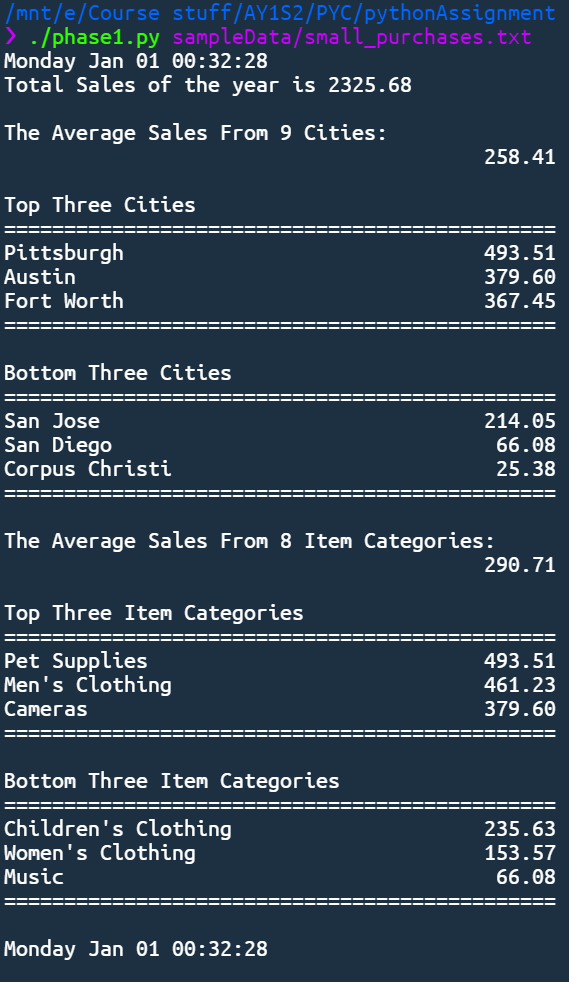 /mnt/e/Course stuff/AY1S2/PYC/pythonAssignment
❯ ./phase1.py sampleData/small_purchases.txt
Monday Jan 01 00:32:28
Total Sales of the year is 2325.68

The Average Sales From 9 Cities:
                                        258.41

Top Three Cities
==============================================
Pittsburgh                              493.51
Austin                                  379.60
Fort Worth                              367.45
==============================================

Bottom Three Cities
==============================================
San Jose                                214.05
San Diego                                66.08
Corpus Christi                           25.38
==============================================

The Average Sales From 8 Item Categories:
                                        290.71

Top Three Item Categories
==============================================
Pet Supplies                            493.51
Men's Clothing                          461.23
Cameras                                 379.60
==============================================

Bottom Three Item Categories
==============================================
Children's Clothing                     235.63
Women's Clothing                        153.57
Music                                    66.08
==============================================

Monday Jan 01 00:32:28